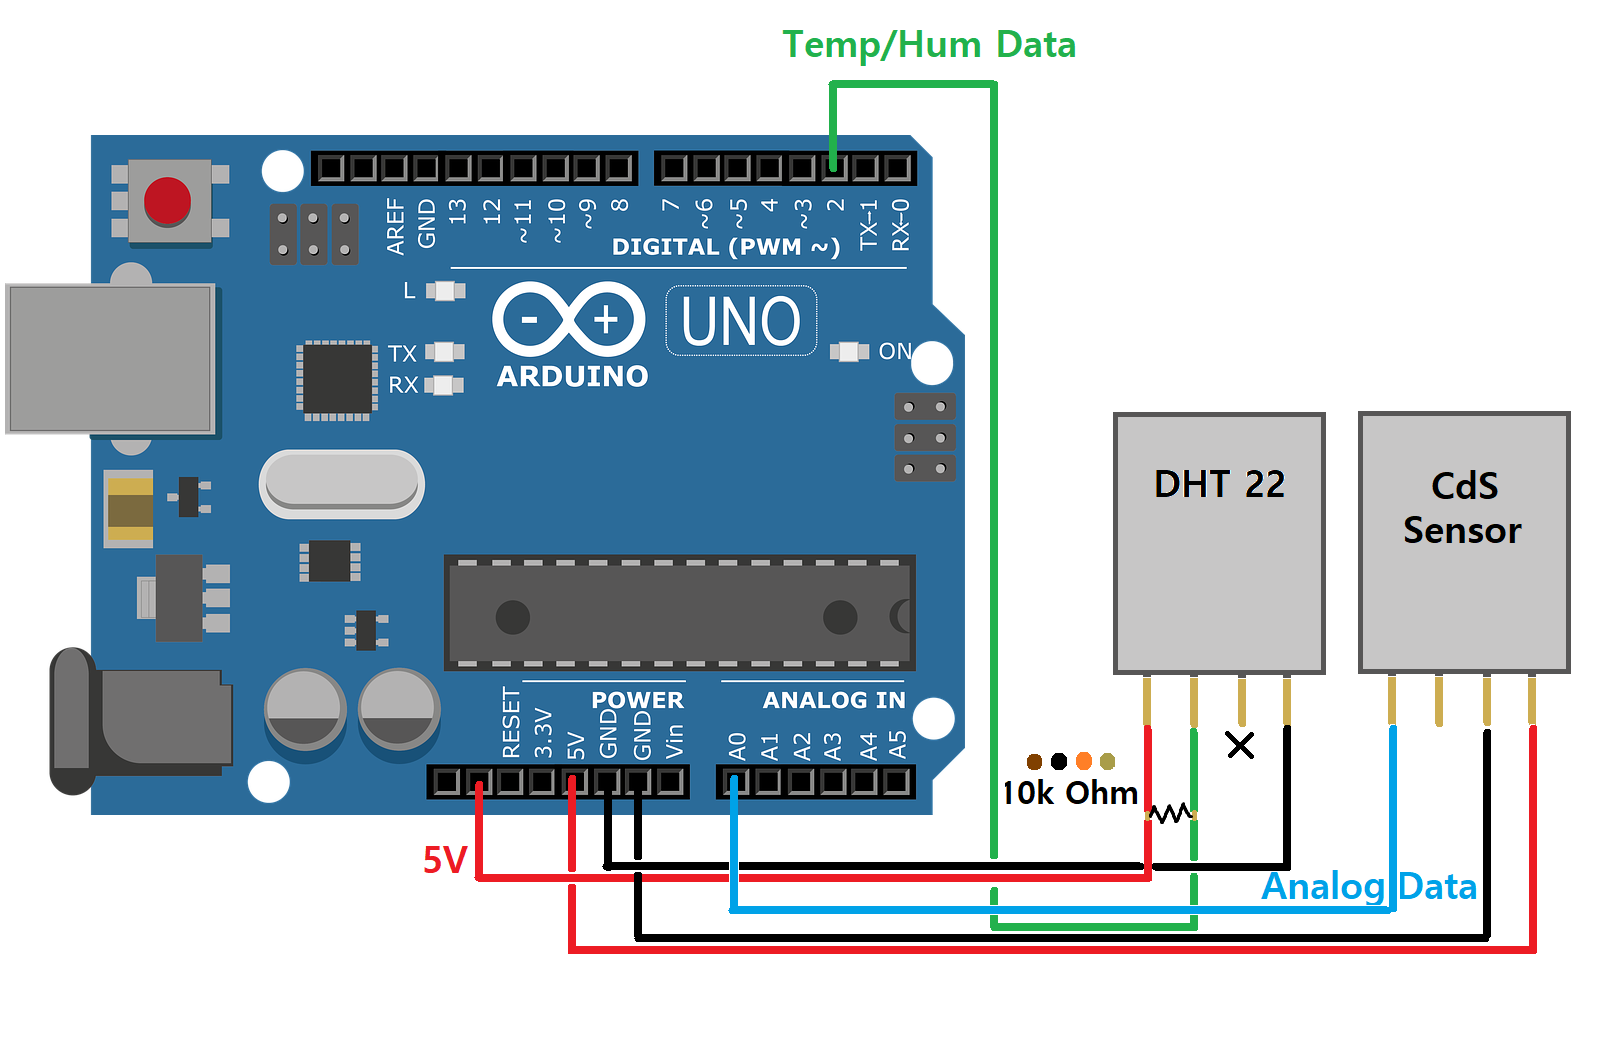 Temp/Hum Data
AREF
GND
13
12
~11
~10
~9
8
7
~6
~5
4
~3
2
TX→1
RX←0
DIGITAL (PWM ~)
L
TX
RX
- +
ARDUINO
UNO
ON
DHT 22
CdS
Sensor
POWER
ANALOG IN
RESET
3.3V
5V
GND
GND
Vin
A0
A1
A2
A3
A4
A5
10k Ohm
5V
Analog Data